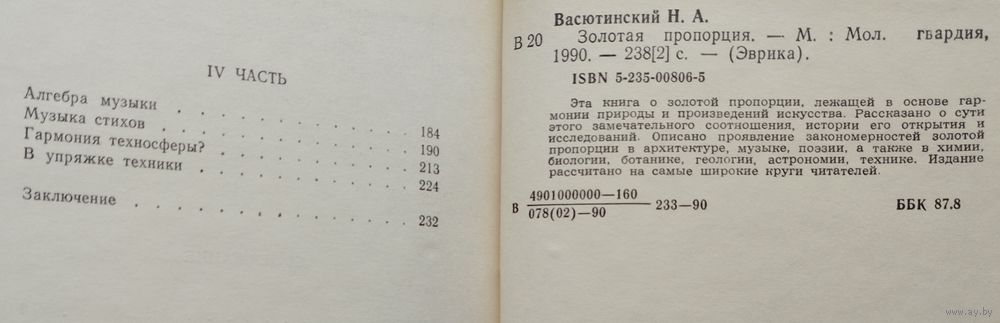 IV ЧАСТЬ
Алгебра музыки . . . . . . . . . . 184
Музыка стихов . . . . . . . . . . 190
Гармония техносферы? . . . . . . . . 213
В упряжке техники . . . . . . . . . 224
Заключение . . . . . . . . . . . 232
Васютинский Н. А.
В 20 Золотая пропорция. — М. : Мол. гвардия,
1990. — 238[2] с. — (Эврика).
ISBN 5-235-00806-5
Эта книга о золотой пропорции, лежащей в основе гар-
монии природы и произведений искусства. Рассказано о сути
этого замечательного соотношения, истории его открытия и
исследований. Описано проявление закономерностей золотой
пропорции в архитектуре, музыке, поэзии, а также в химии,
биологии, ботанике, геологии, астрономии, технике. Издание
рассчитано на самые широкие круги читателей.
В 4901000000—160
078(02)—90 233—90 ББК 87.8
www.ay.by